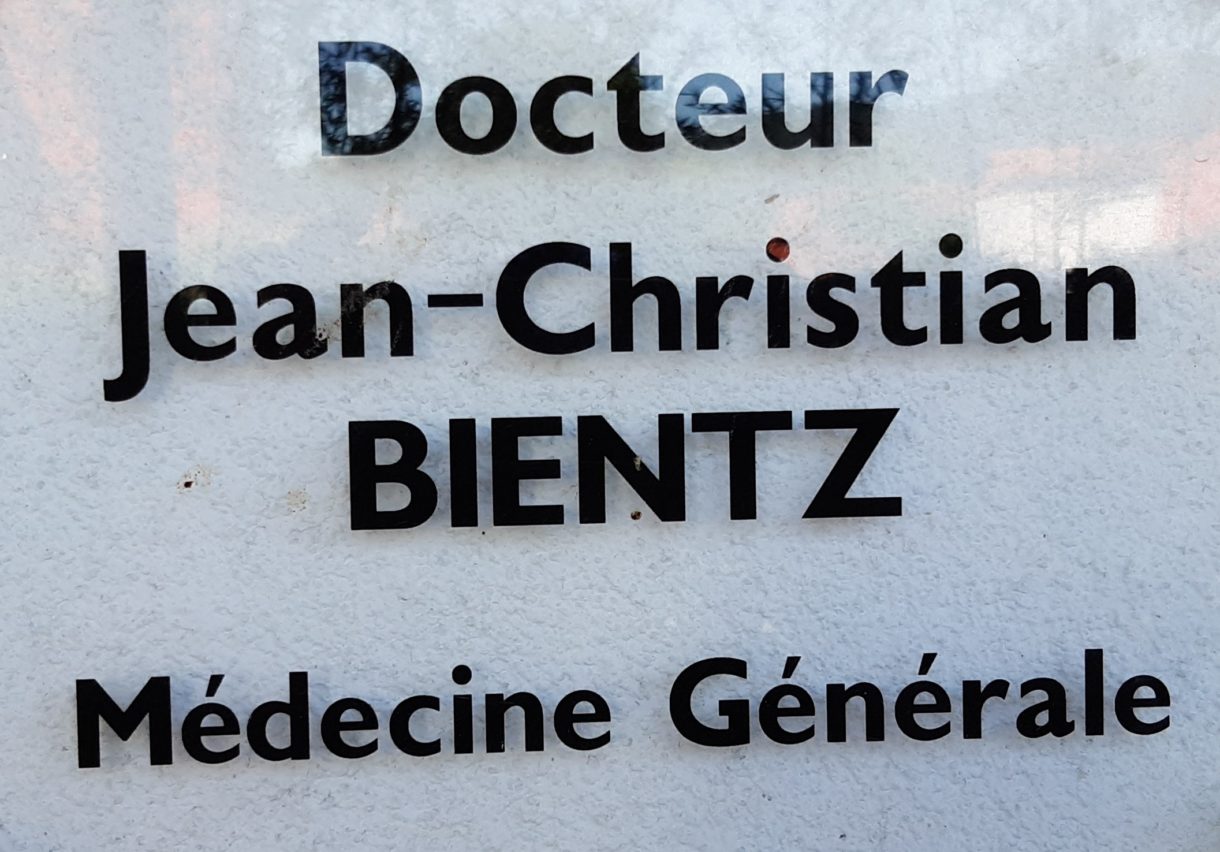 Docteur
Jean-Christian
BIENTZ
Médecine Générale